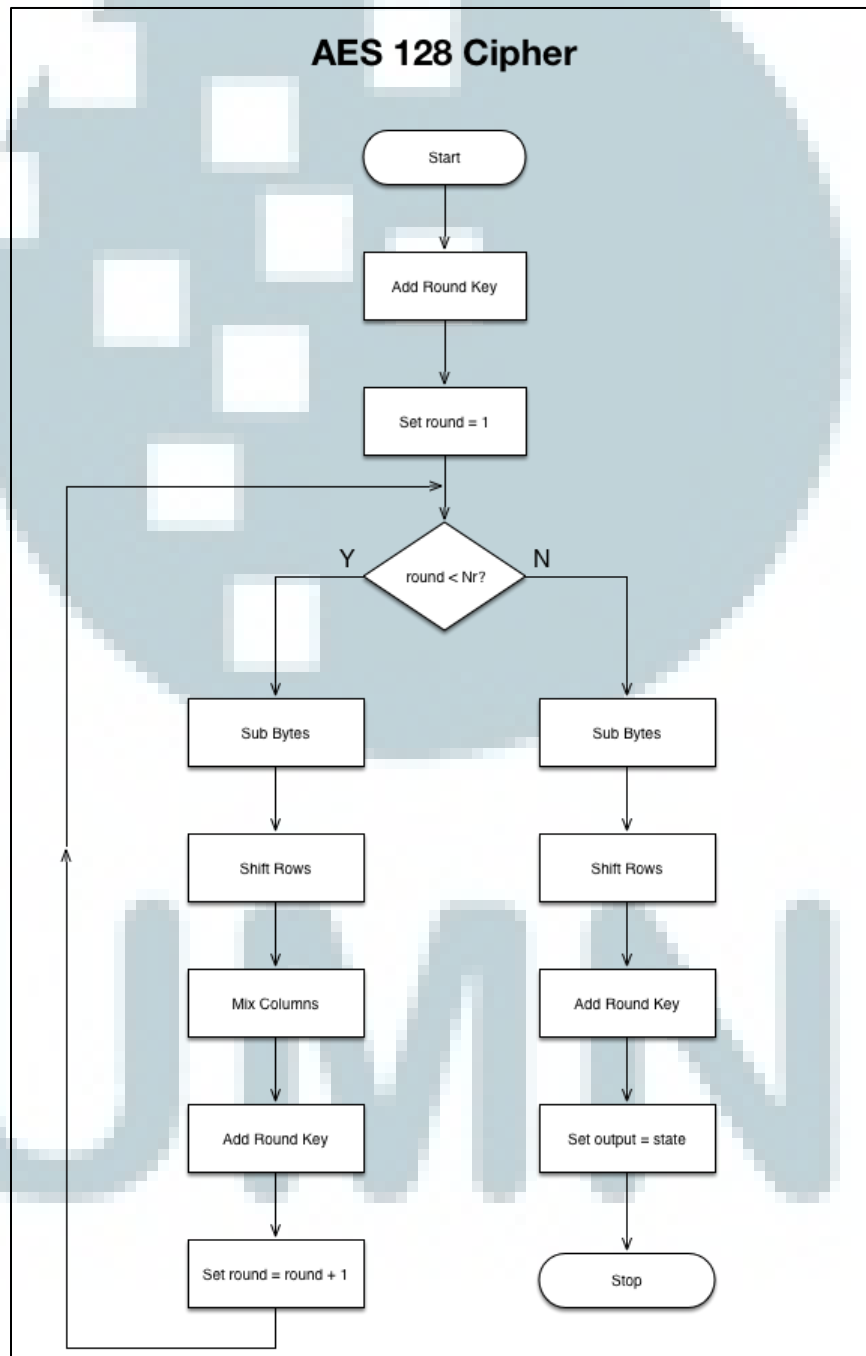 AES 128 Cipher
Start
Add Round Key
Set round = 1
round < Nr?
Y
N
Sub Bytes
Shift Rows
Mix Columns
Add Round Key
Set round = round + 1
Sub Bytes
Shift Rows
Add Round Key
Set output = state
Stop
UMN